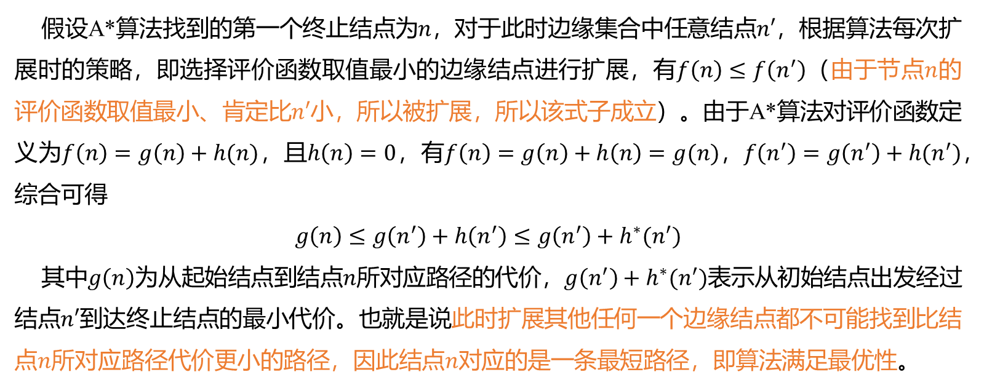 假设A*算法找到的第一个终止结点为n，对于此时边缘集合中任意结点n′，根据算法每次扩
展时的策略，即选择评价函数取值最小的边缘结点进行扩展，有f(n) ≤ f(n′)（由于节点n的
评价函数取值最小、肯定比n′小，所以被扩展，所以该式子成立）。由于A*算法对评价函数定
义为f(n) = g(n) + h(n)，且h(n) = 0，有f(n) = g(n) + h(n) = g(n)，f(n′) = g(n′) + h(n′)，
综合可得
g(n) ≤ g(n′) + h(n′) ≤ g(n′) + h*(n′)
其中g(n)为从起始结点到结点n所对应路径的代价，g(n′) + h*(n′)表示从初始结点出发经过
结点n′到达终止结点的最小代价。也就是说此时扩展其他任何一个边缘结点都不可能找到比结
点n所对应路径代价更小的路径，因此结点n对应的是一条最短路径，即算法满足最优性。